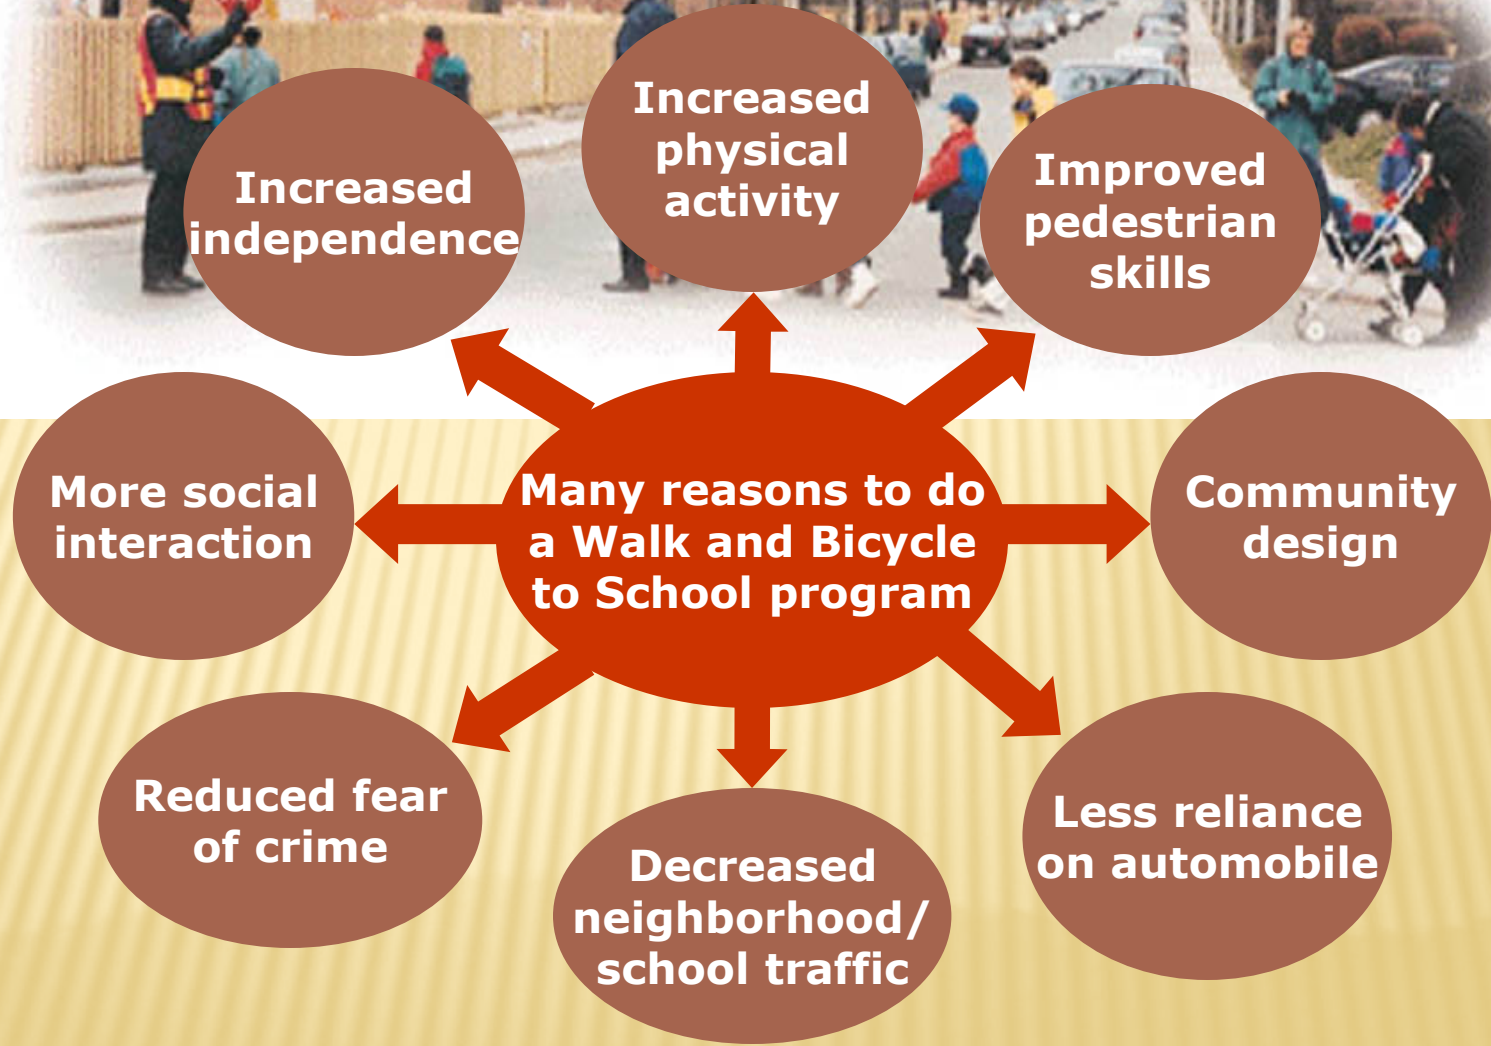 Increased
physical
activity
Improved
pedestrian
skills
Increased
independence
More social
interaction
Many reasons to do
a Walk and Bicycle
to School program
Community
design
Reduced fear
of crime
Decreased
neighborhood/
school traffic
Less reliance
on automobile